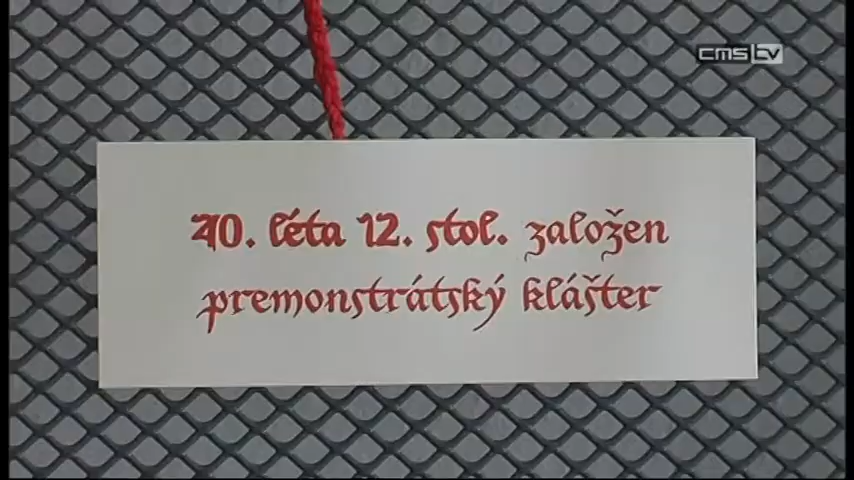 cms tv
40. léta 12. stol. založen
premonstrátský klášter